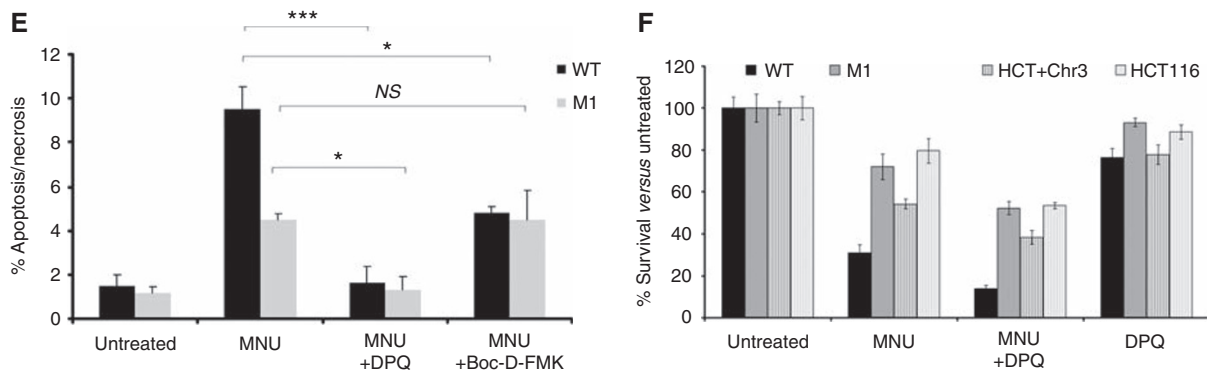 E
***
*
NS
*
% Apoptosis/necrosis
12
10
8
6
4
2
0
WT
M1
Untreated
MNU
MNU
+DPQ
MNU
+Boc-D-FMK
F
% Survival versus untreated
120
100
80
60
40
20
0
WT
M1
HCT+Chr3
HCT116
Untreated
MNU
MNU
+DPQ
DPQ